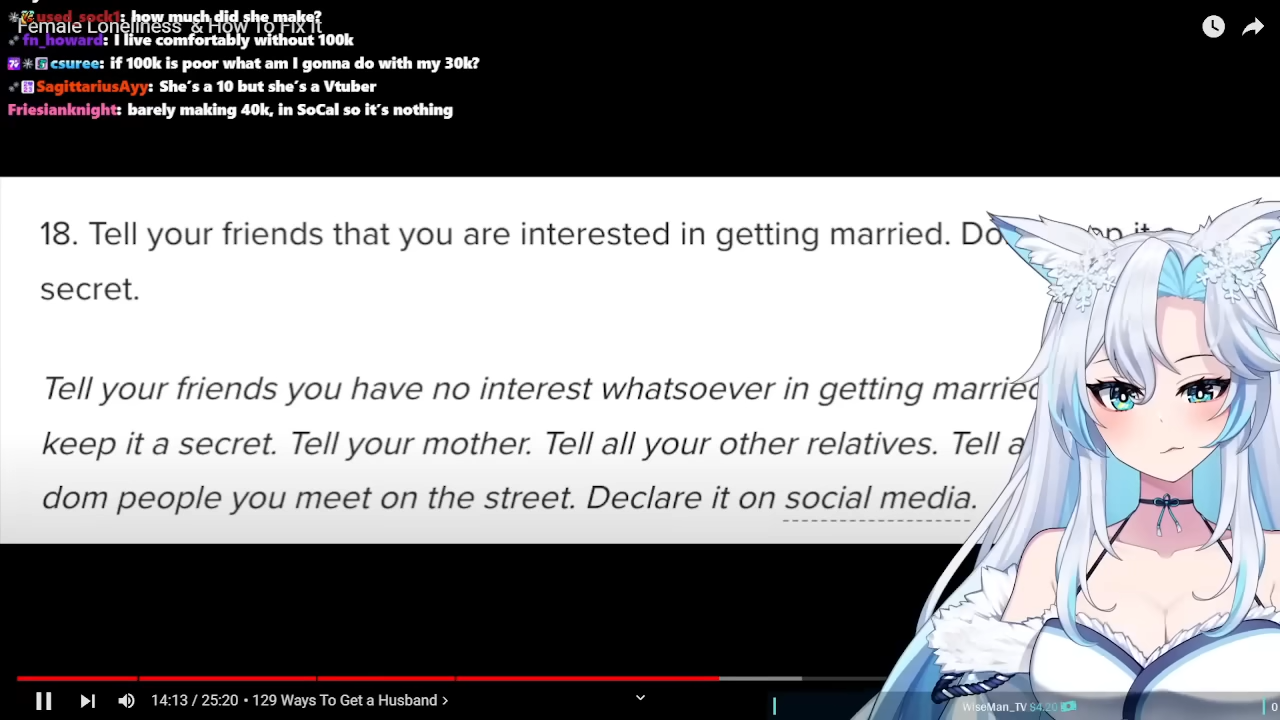 Female Loneliness & How To Fix It
used_sock1: how much did she make?
fn_howard: I live comfortably without 100k
csuree: if 100k is poor what am I gonna do with my 30k?
SagittariusAyy: She's a 10 but she's a Vtuber
Friesianknight: barely making 40k, in SoCal so it's nothing
18. Tell your friends that you are interested in getting married.
secret.
Tell your friends you have no interest whatsoever in getting married
keep it a secret. Tell your mother. Tell all your other relatives. Tell
dom people you meet on the street. Declare it on social media.
14:13 / 25:20 • 129 Ways To Get a Husband >
WiseMan_TV $4.20
0